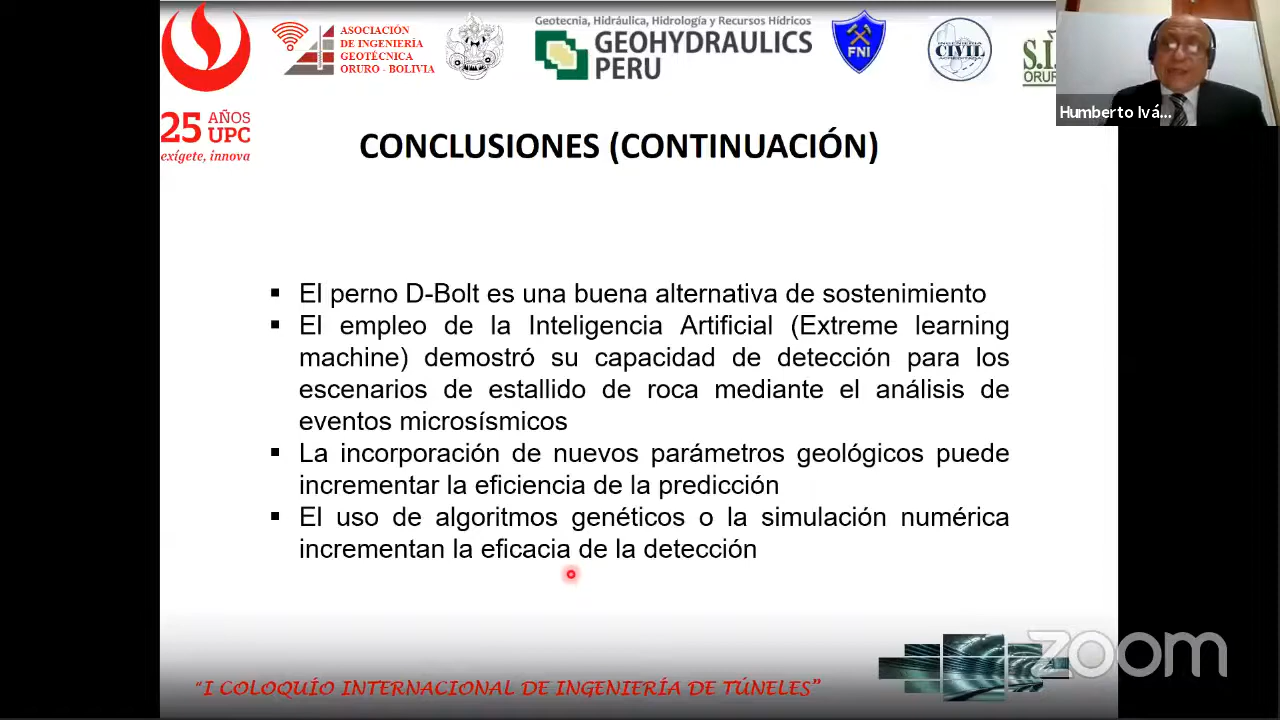 ASOCIACIÓN
DE INGENIERÍA
GEOTÉCNICA
ORURO - BOLIVIA
Geotecnia, Hidráulica, Hidrología y Recursos Hídricos
GEOHYDRAULICS
PERU
FNI
CIVIL
ORUR
Humberto Ivá...
25 AÑOS
UPC
exígete, innova
CONCLUSIONES (CONTINUACIÓN)
▪ El perno D-Bolt es una buena alternativa de sostenimiento
▪ El empleo de la Inteligencia Artificial (Extreme learning
machine) demostró su capacidad de detección para los
escenarios de estallido de roca mediante el análisis de
eventos microsísmicos
▪ La incorporación de nuevos parámetros geológicos puede
incrementar la eficiencia de la predicción
▪ El uso de algoritmos genéticos o la simulación numérica
incrementan la eficacia de la detección
zoom
“I COLOQUÍO INTERNACIONAL DE INGENIERÍA DE TÚNELES”